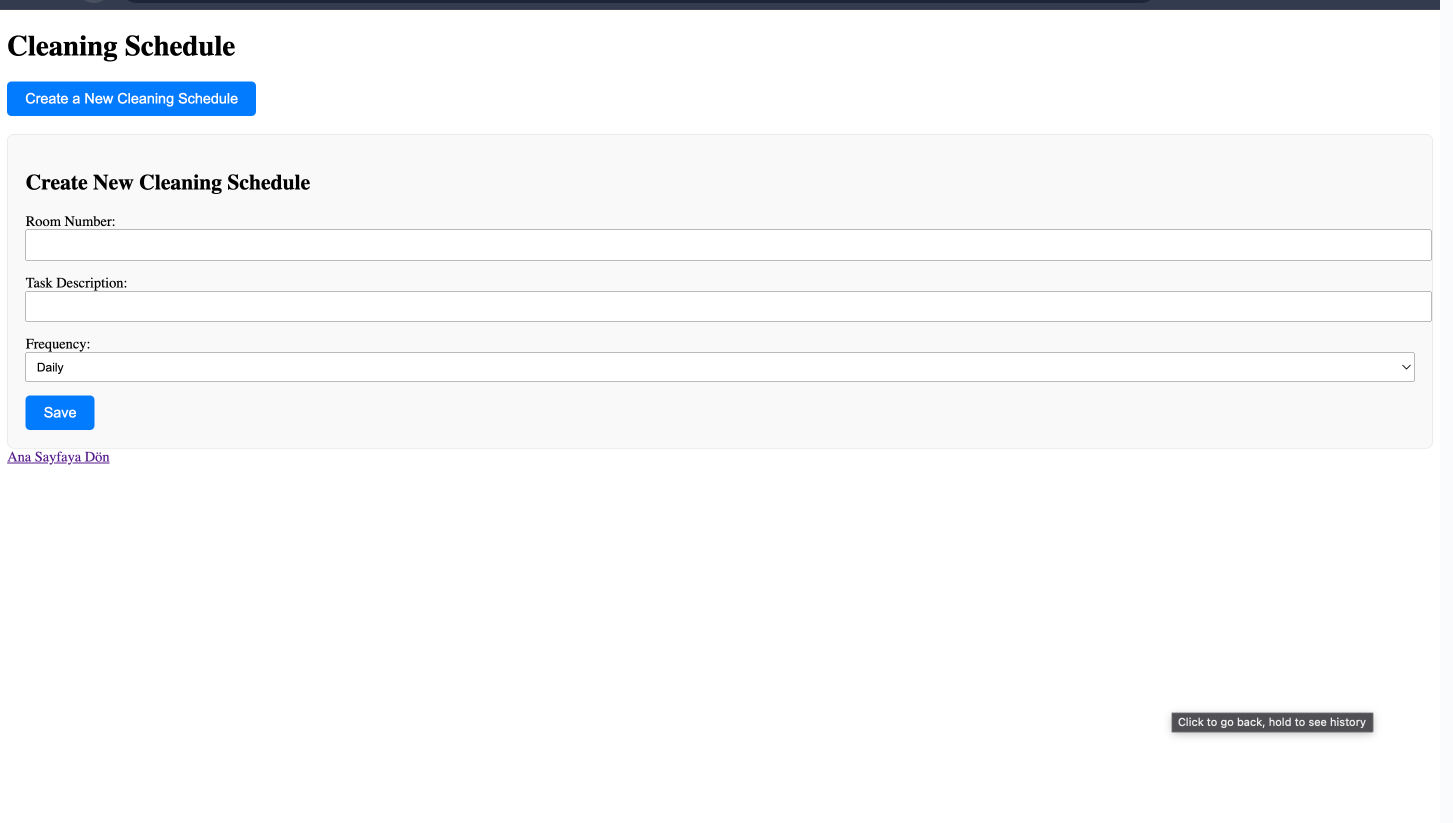 Cleaning Schedule
Create a New Cleaning Schedule
Create New Cleaning Schedule
Room Number:
Task Description:
Frequency:
Daily
Save
Ana Sayfaya Dön
Click to go back, hold to see history